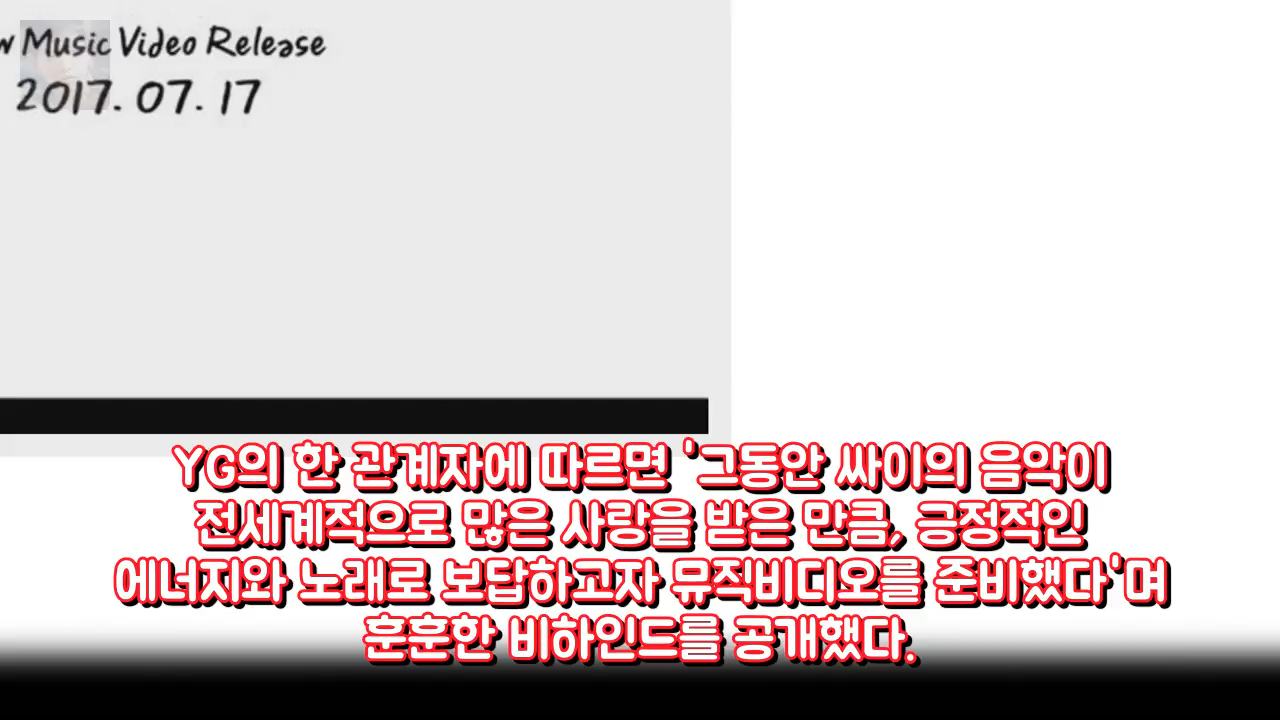 w Music Video Release
2017. 07. 17
YG의 한 관계자에 따르면 '그동안 싸이의 음악이
전세계적으로 많은 사랑을 받은 만큼, 긍정적인
에너지와 노래로 보답하고자 뮤직비디오를 준비했다'며
훈훈한 비하인드를 공개했다.